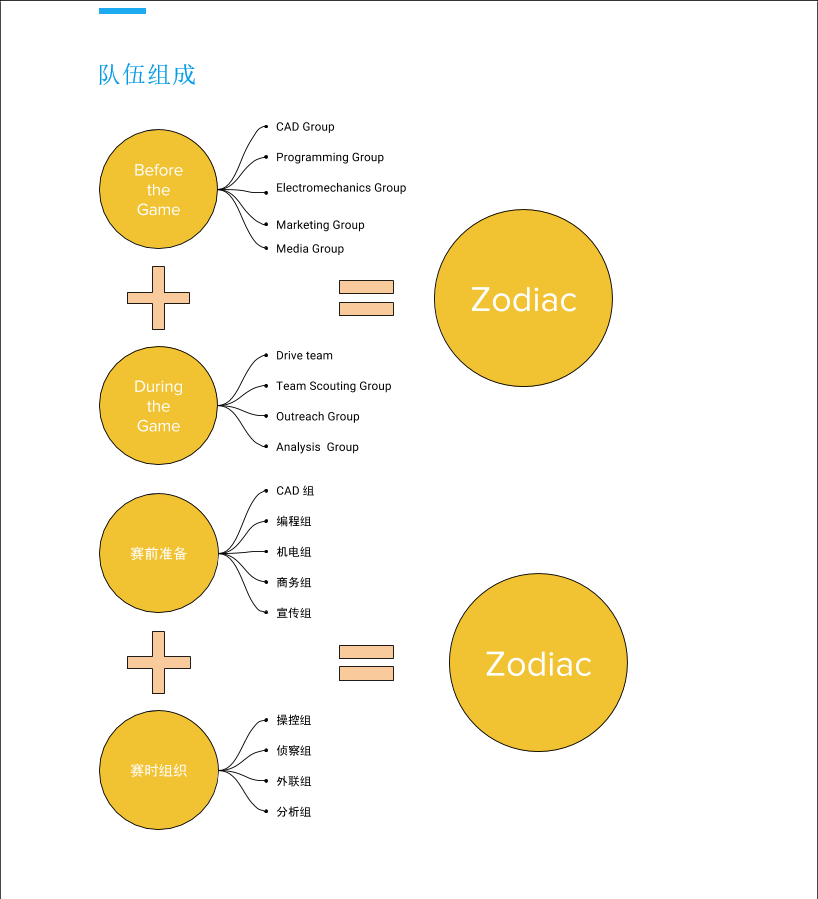 队伍组成
Before
the
Game
CAD Group
Programming Group
Electromechanics Group
Marketing Group
Media Group
Zodiac
During
the
Game
Drive team
Team Scouting Group
Outreach Group
Analysis  Group
赛前准备
CAD 组
编程组
机电组
商务组
宣传组
Zodiac
赛时组织
操控组
侦察组
外联组
分析组